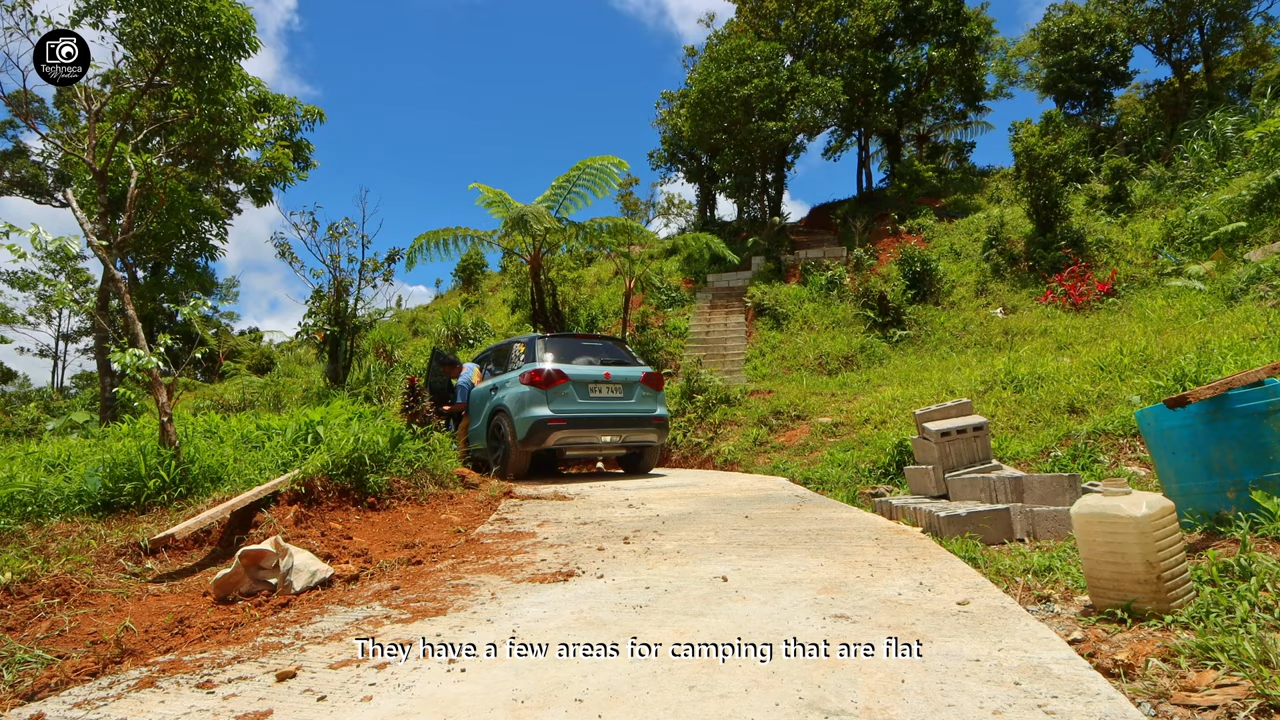 Techneca
Media
NFW 7490
They have a few areas for camping that are flat